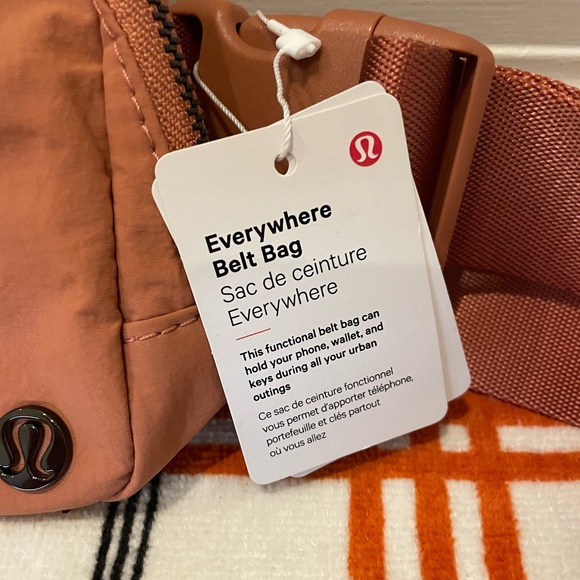 Everywhere
Belt Bag
Sac de ceinture
Everywhere
This functional belt bag can
hold your phone, wallet, and
keys during all your urban
outings
Ce sac de ceinture fonctionnel
vous permet d'apporter téléphone,
portefeuille et clés partout
où vous allez